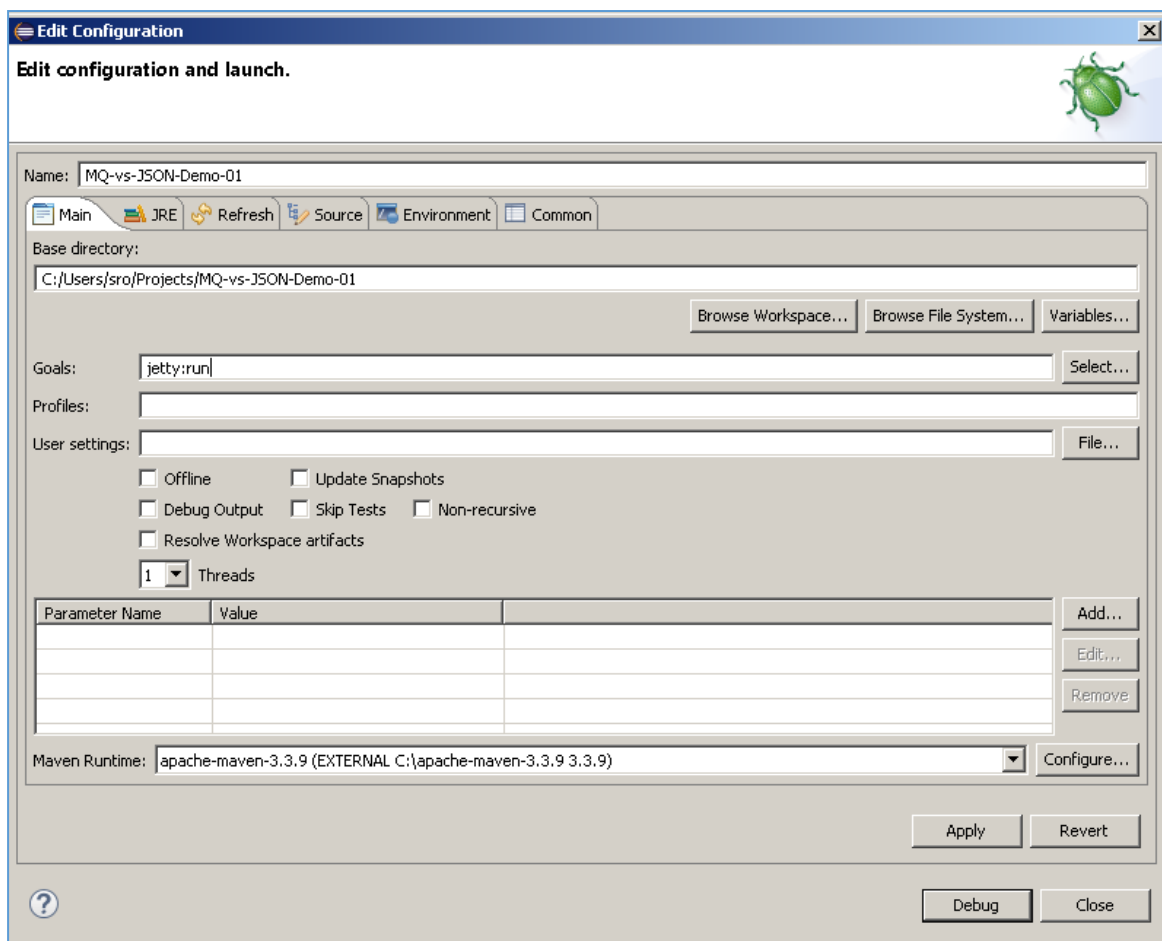 Edit Configuration
Edit configuration and launch.
Name: MQ-vs-JSON-Demo-01
Main JRE Refresh Source Environment Common
Base directory:
C:/Users/sro/Projects/MQ-vs-JSON-Demo-01
Browse Workspace... Browse File System... Variables...
Goals: jetty:run Select...
Profiles:
User settings: File...
Offline Update Snapshots
Debug Output Skip Tests Non-recursive
Resolve Workspace artifacts
1 Threads
Parameter Name Value Add...
Edit...
Remove
Maven Runtime: apache-maven-3.3.9 (EXTERNAL C:\apache-maven-3.3.9 3.3.9) Configure...
Apply Revert
? Debug Close